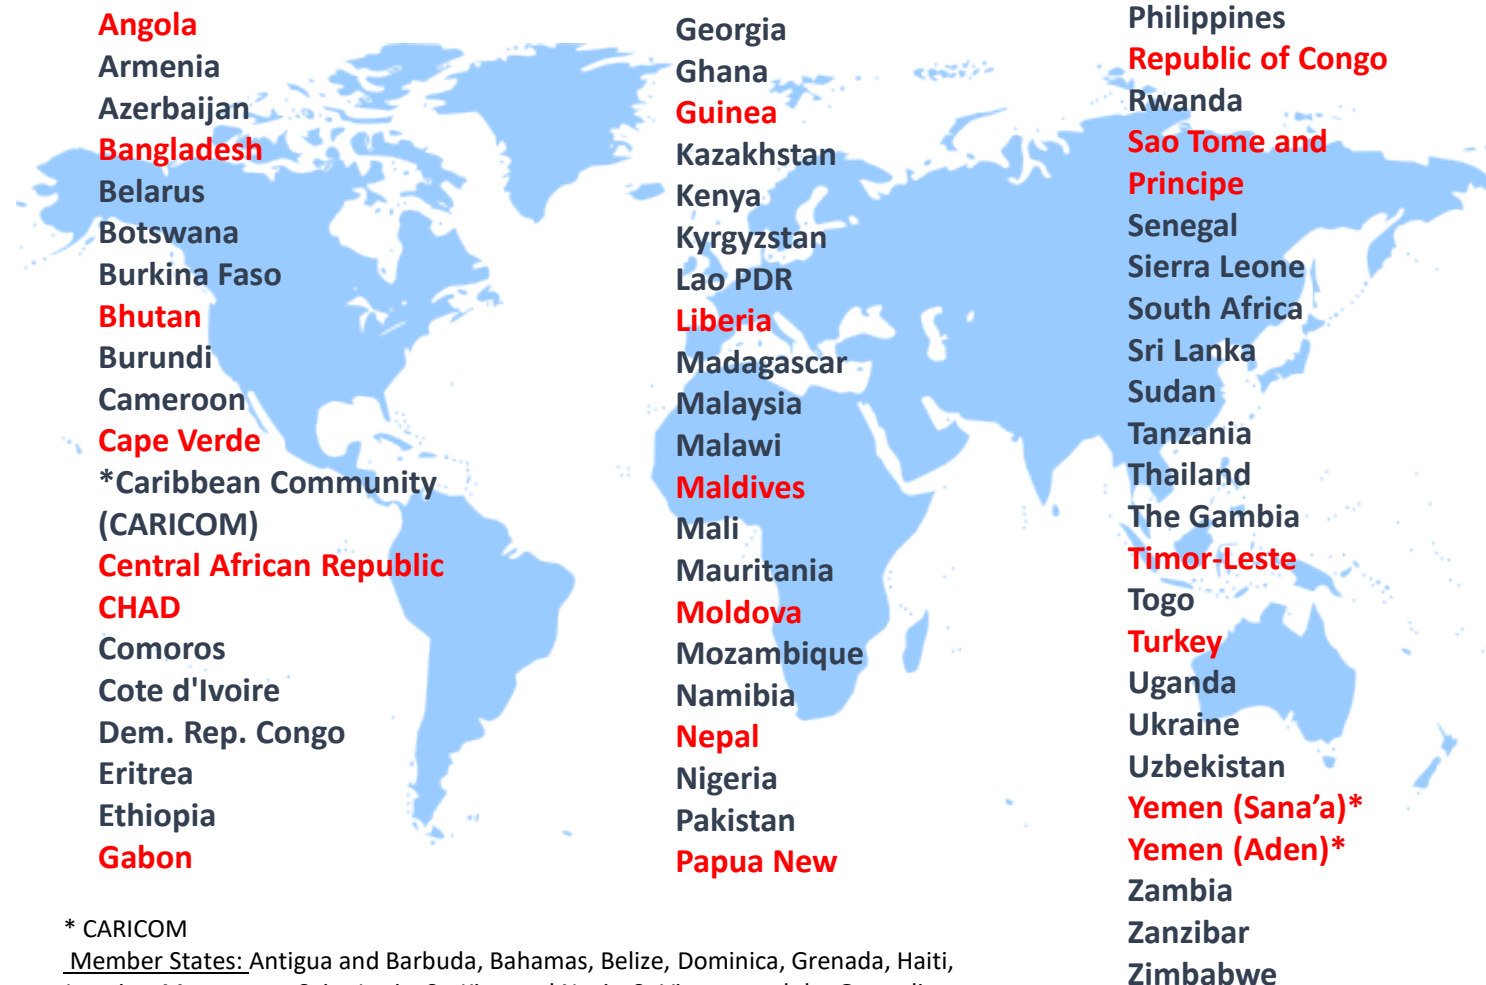 Angola
Armenia
Azerbaijan
Bangladesh
Belarus
Botswana
Burkina Faso
Bhutan
Burundi
Cameroon
Cape Verde
*Caribbean Community
(CARICOM)
Central African Republic
CHAD
Comoros
Cote d'Ivoire
Dem. Rep. Congo
Eritrea
Ethiopia
Gabon
Georgia
Ghana
Guinea
Kazakhstan
Kenya
Kyrgyzstan
Lao PDR
Liberia
Madagascar
Malaysia
Malawi
Maldives
Mali
Mauritania
Moldova
Mozambique
Namibia
Nepal
Nigeria
Pakistan
Papua New
Philippines
Republic of Congo
Rwanda
Sao Tome and
Principe
Senegal
Sierra Leone
South Africa
Sri Lanka
Sudan
Tanzania
Thailand
The Gambia
Timor-Leste
Togo
Turkey
Uganda
Ukraine
Uzbekistan
Yemen (Sana’a)*
Yemen (Aden)*
Zambia
Zanzibar
Zimbabwe
* CARICOM
Member States: Antigua and Barbuda, Bahamas, Belize, Dominica, Grenada, Haiti,